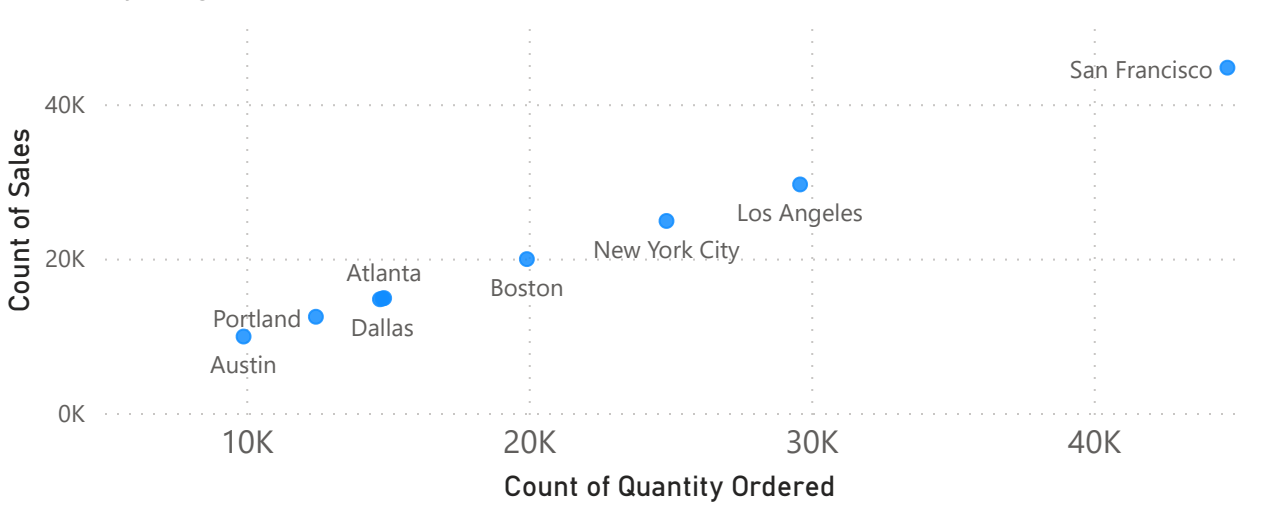 San Francisco
40K
Los Angeles
New York City
20K
Atlanta
Boston
Portland
Dallas
Austin
0K
10K 20K 30K 40K
Count of Quantity Ordered
Count of Sales